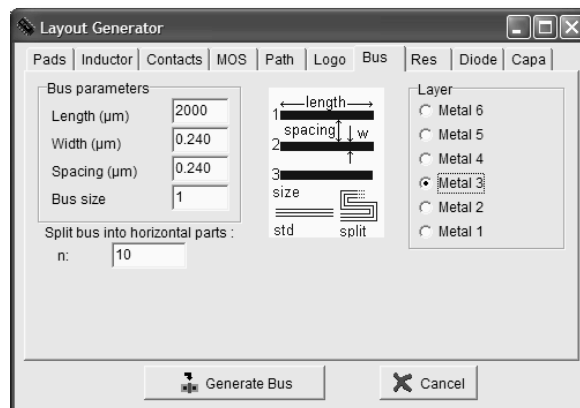 Layout Generator
Pads Inductor Contacts MOS Path Logo Bus Res Diode Capa
Bus parameters
Length (μm) 2000
Width (μm) 0.240
Spacing (μm) 0.240
Bus size 1
Split bus into horizontal parts :
n: 10
length
1
spacing w
2
3
size
std split
Layer
Metal 6
Metal 5
Metal 4
Metal 3
Metal 2
Metal 1
Generate Bus Cancel